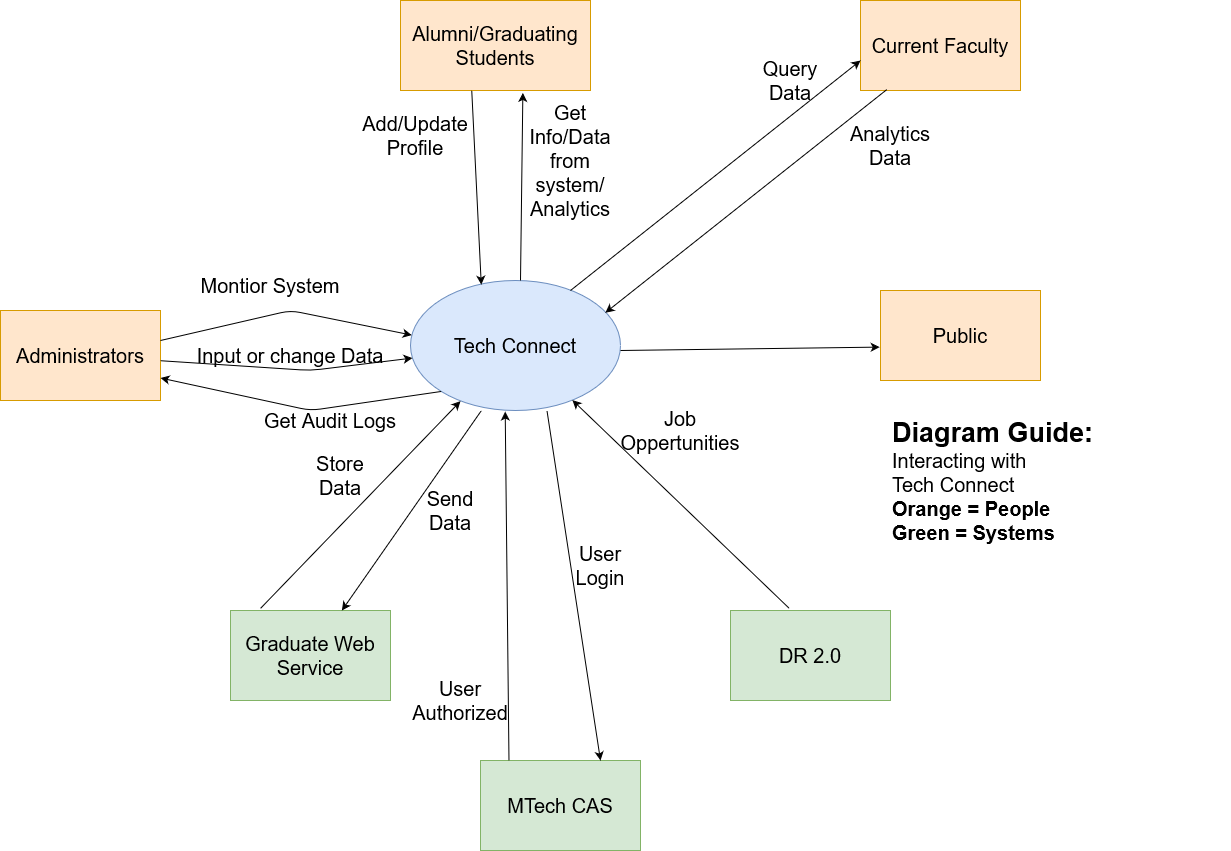 Alumni/Graduating
Students
Current Faculty
Query
Data
Add/Update
Profile
Get
Info/Data
from
system/
Analytics
Analytics
Data
Montior System
Administrators
Input or change Data
Get Audit Logs
Tech Connect
Public
Job
Oppertunities
Diagram Guide:
Interacting with
Tech Connect
Orange = People
Green = Systems
Store
Data
Send
Data
User
Login
Graduate Web
Service
DR 2.0
User
Authorized
MTech CAS